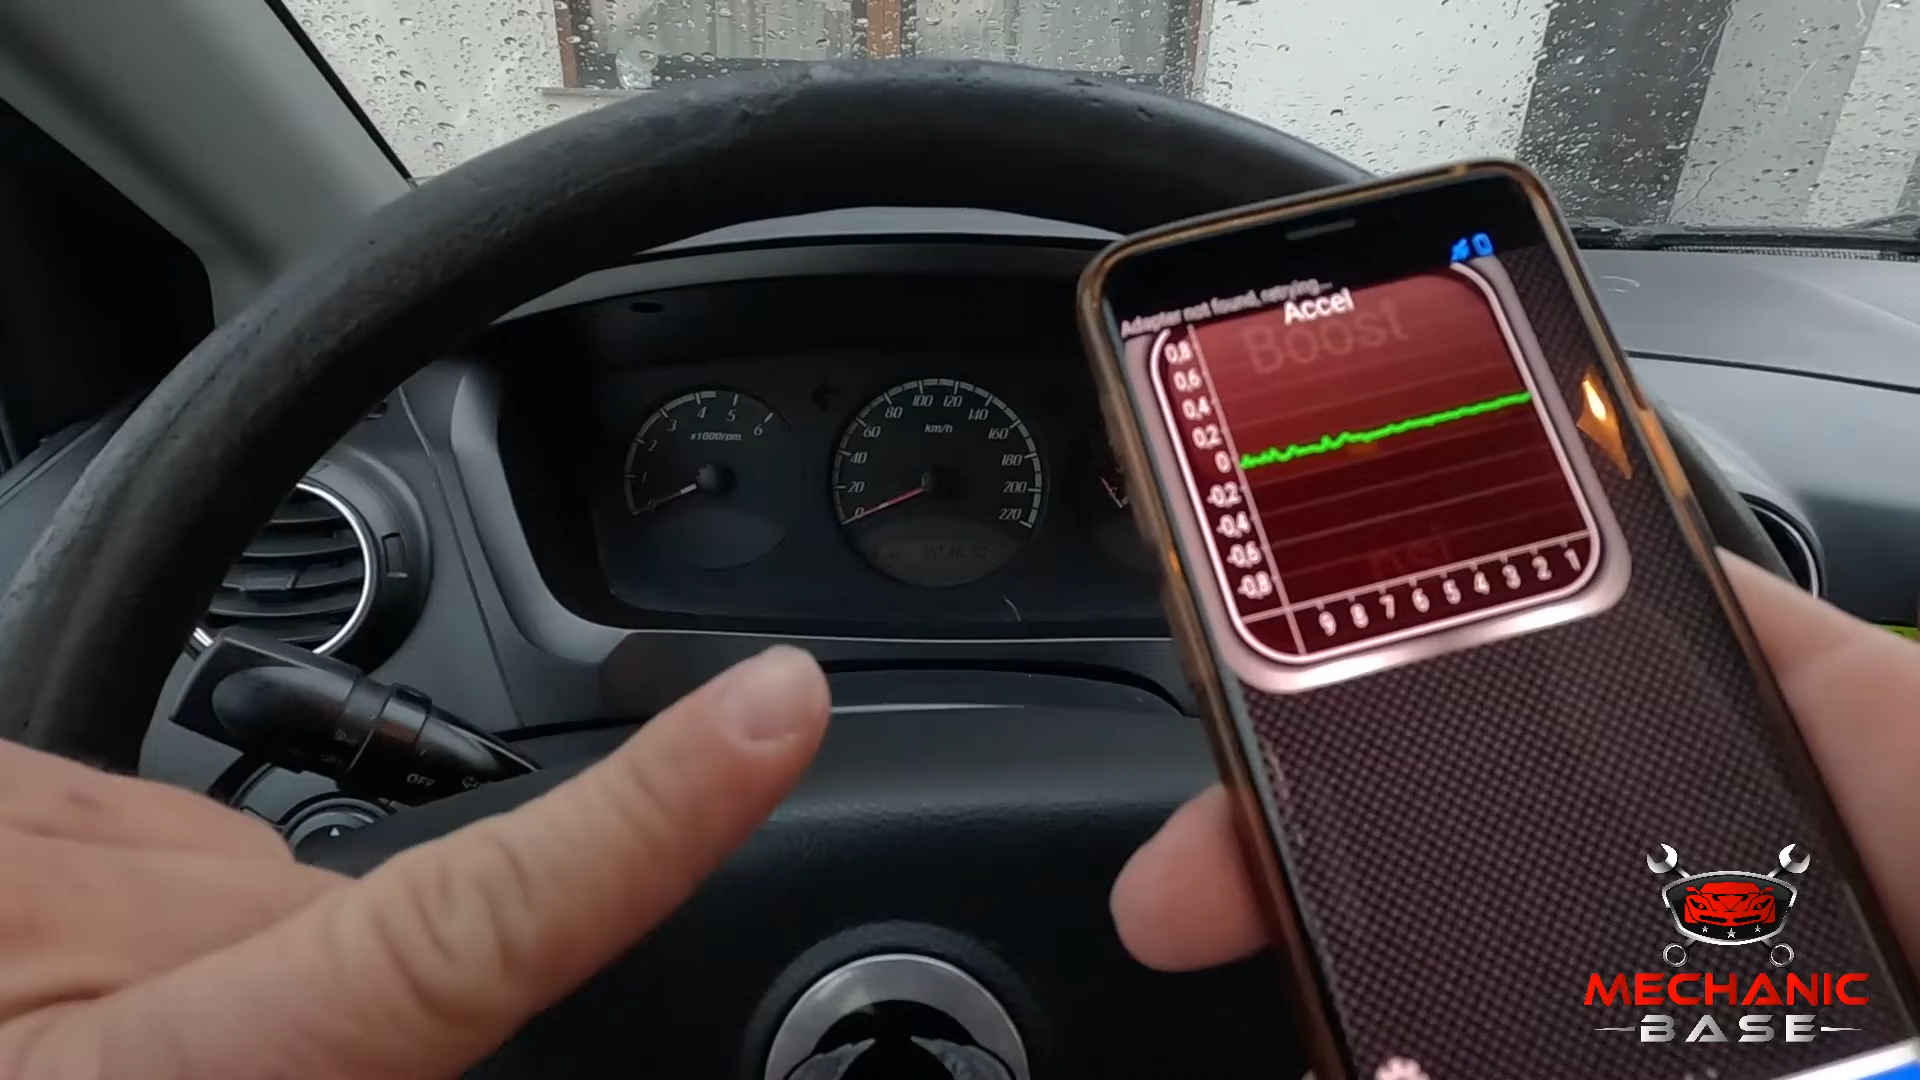 Adapter not found, retrying...
Accel
Boost
0,8
0,6
0,4
0,2
0
-0,2
-0,4
-0,6
-0,8
9 8 7 6 5 4 3 2 1
1 2 3 4 5 6
x1000rpm
0 20 40 60 80 100 120 140 160 180 200 220
km/h
OFF
MECHANIC
BASE